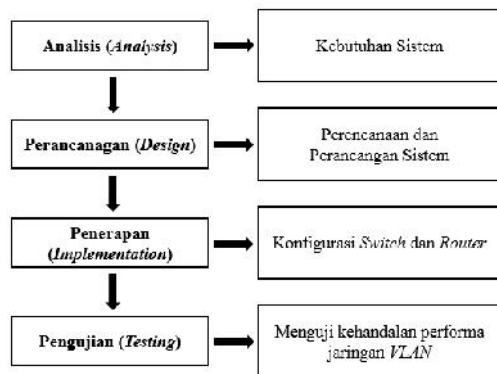 Analisis (Analysis)
Kebutuhan Sistem
Perancanagan (Design)
Perencanaan dan
Perancangan Sistem
Penerapan
(Implementation)
Konfigurasi Switch dan Router
Pengujian (Testing)
Menguji kehandalan performa
jaringan VLAN